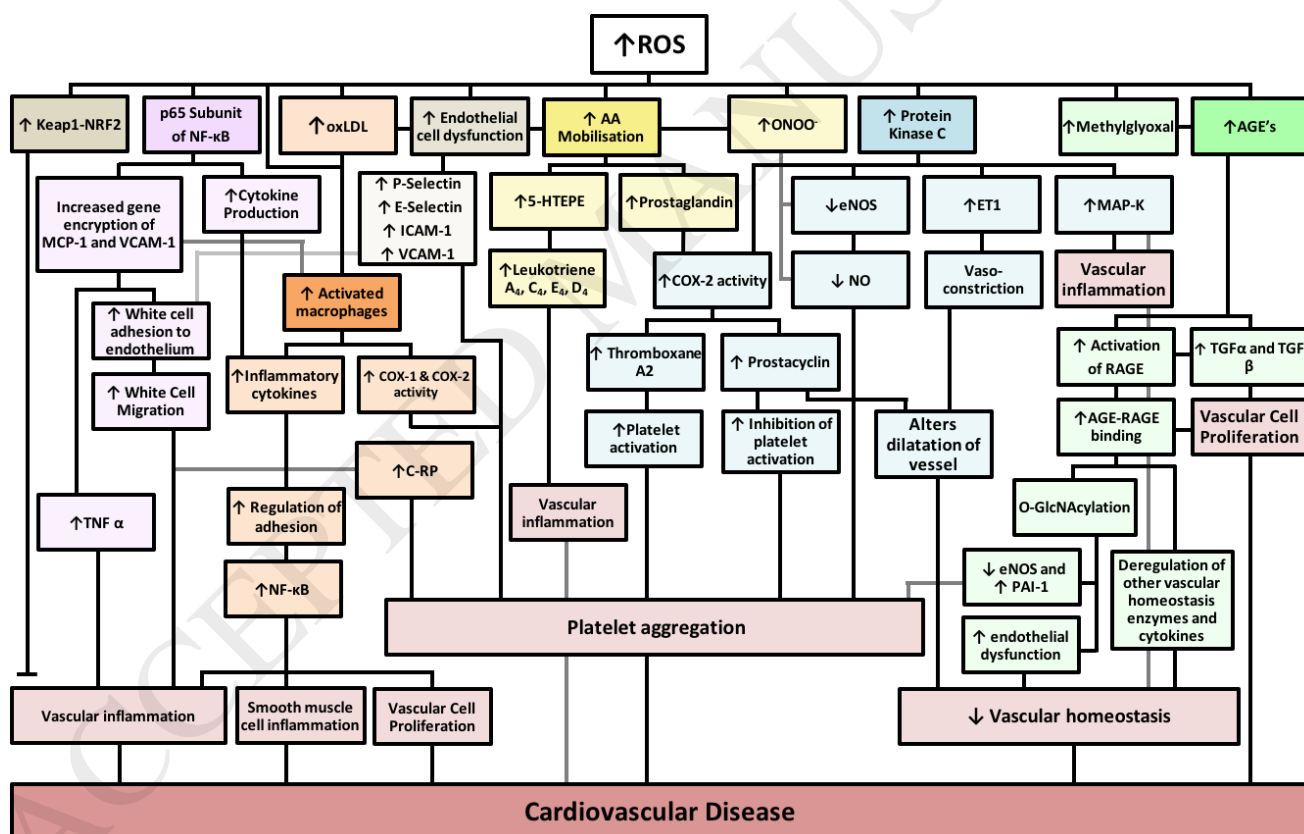 ↑ROS
↑ Keap1-NRF2
p65 Subunit
of NF-κB
↑oxLDL
↑ Endothelial
cell dysfunction
↑ AA
Mobilisation
↑ONOO⁻
↑ Protein
Kinase C
↑Methylglyoxal
↑AGE's
Increased gene
encryption of
MCP-1 and VCAM-1
↑Cytokine
Production
↑ P-Selectin
↑ E-Selectin
↑ ICAM-1
↑ VCAM-1
↑5-HTEPE
↑Prostaglandin
↓eNOS
↑ET1
↑MAP-K
↑Leukotriene
A₄, C₄, E₄, D₄
↑COX-2 activity
↓ NO
Vaso-
constriction
Vascular
inflammation
↑ White cell
adhesion to
endothelium
↑ Activated
macrophages
↑ White Cell
Migration
↑Inflammatory
cytokines
↑ COX-1 & COX-2
activity
↑ Thromboxane
A2
↑ Prostacyclin
↑ Activation
of RAGE
↑ TGFα and TGF
β
↑Platelet
activation
↑ Inhibition of
platelet
activation
Alters
dilatation of
vessel
↑AGE-RAGE
binding
Vascular Cell
Proliferation
↑C-RP
↑TNF α
↑ Regulation of
adhesion
Vascular
inflammation
O-GlcNAcylation
↑NF-κB
↓ eNOS and
↑ PAI-1
Deregulation of
other vascular
homeostasis
enzymes and
cytokines
Platelet aggregation
↑ endothelial
dysfunction
Vascular inflammation
Smooth muscle
cell inflammation
Vascular Cell
Proliferation
↓ Vascular homeostasis
Cardiovascular Disease
ACCEPTED MANUS